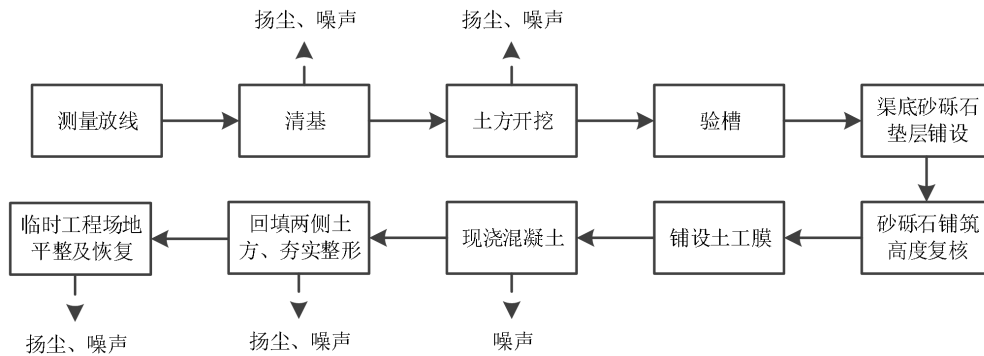 扬尘、噪声
扬尘、噪声
测量放线
清基
土方开挖
验槽
渠底砂砾石
垫层铺设
临时工程场地
平整及恢复
回填两侧土
方、夯实整形
现浇混凝土
铺设土工膜
砂砾石铺筑
高度复核
扬尘、噪声
扬尘、噪声
噪声